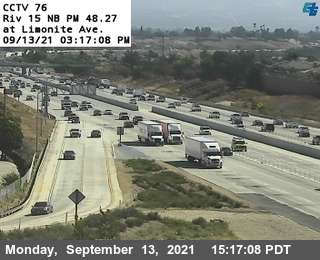 CCTV 76
Riv 15 NB PM 48.27
at Limonite Ave.
09/13/21 03:17:08 PM
Monday, September 13, 2021 15:17:08 PDT